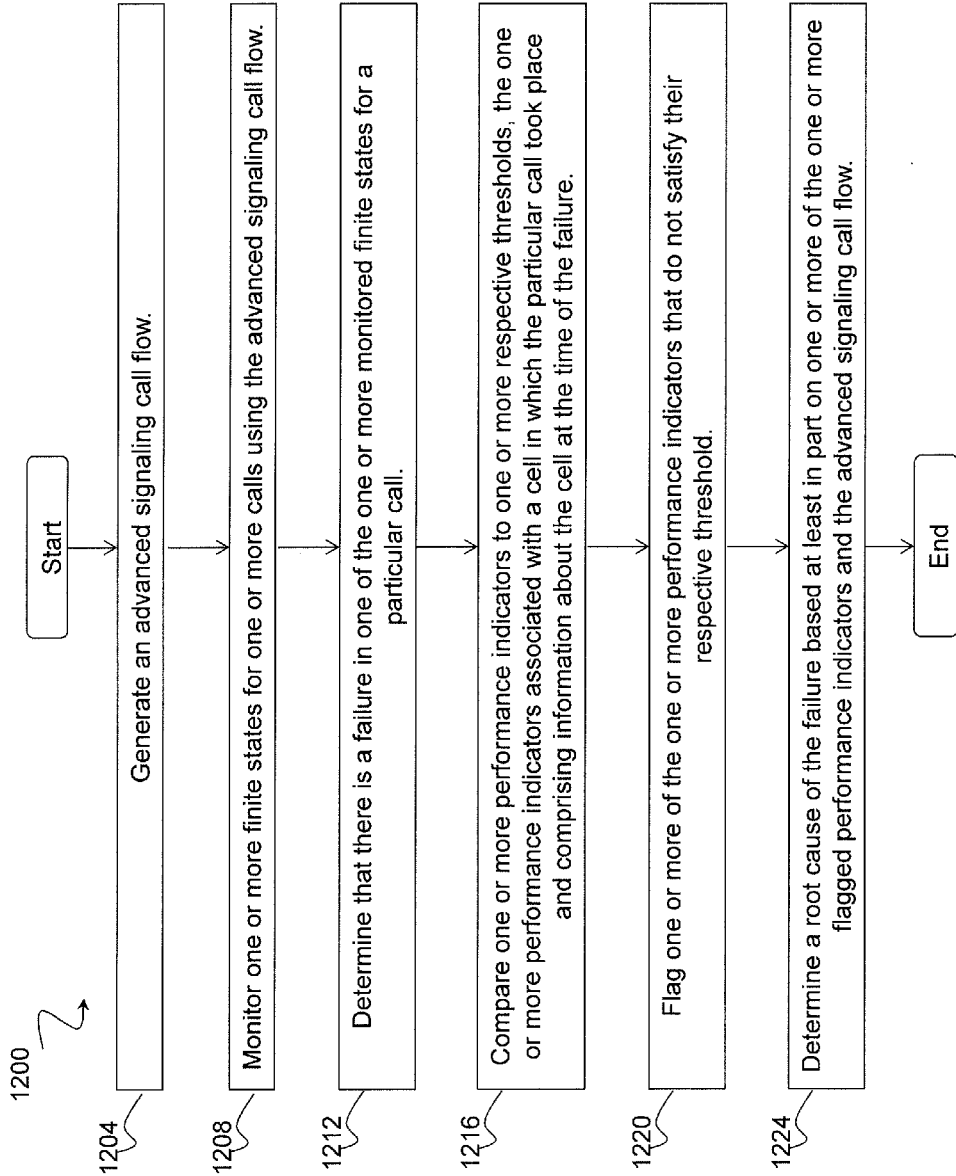 1200
Start
1204
Generate an advanced signaling call flow.
1208
Monitor one or more finite states for one or more calls using the advanced signaling call flow.
1212
Determine that there is a failure in one of the one or more monitored finite states for a
particular call.
1216
Compare one or more performance indicators to one or more respective thresholds, the one
or more performance indicators associated with a cell in which the particular call took place
and comprising information about the cell at the time of the failure.
1220
Flag one or more of the one or more performance indicators that do not satisfy their
respective threshold.
1224
Determine a root cause of the failure based at least in part on one or more of the one or more
flagged performance indicators and the advanced signaling call flow.
End